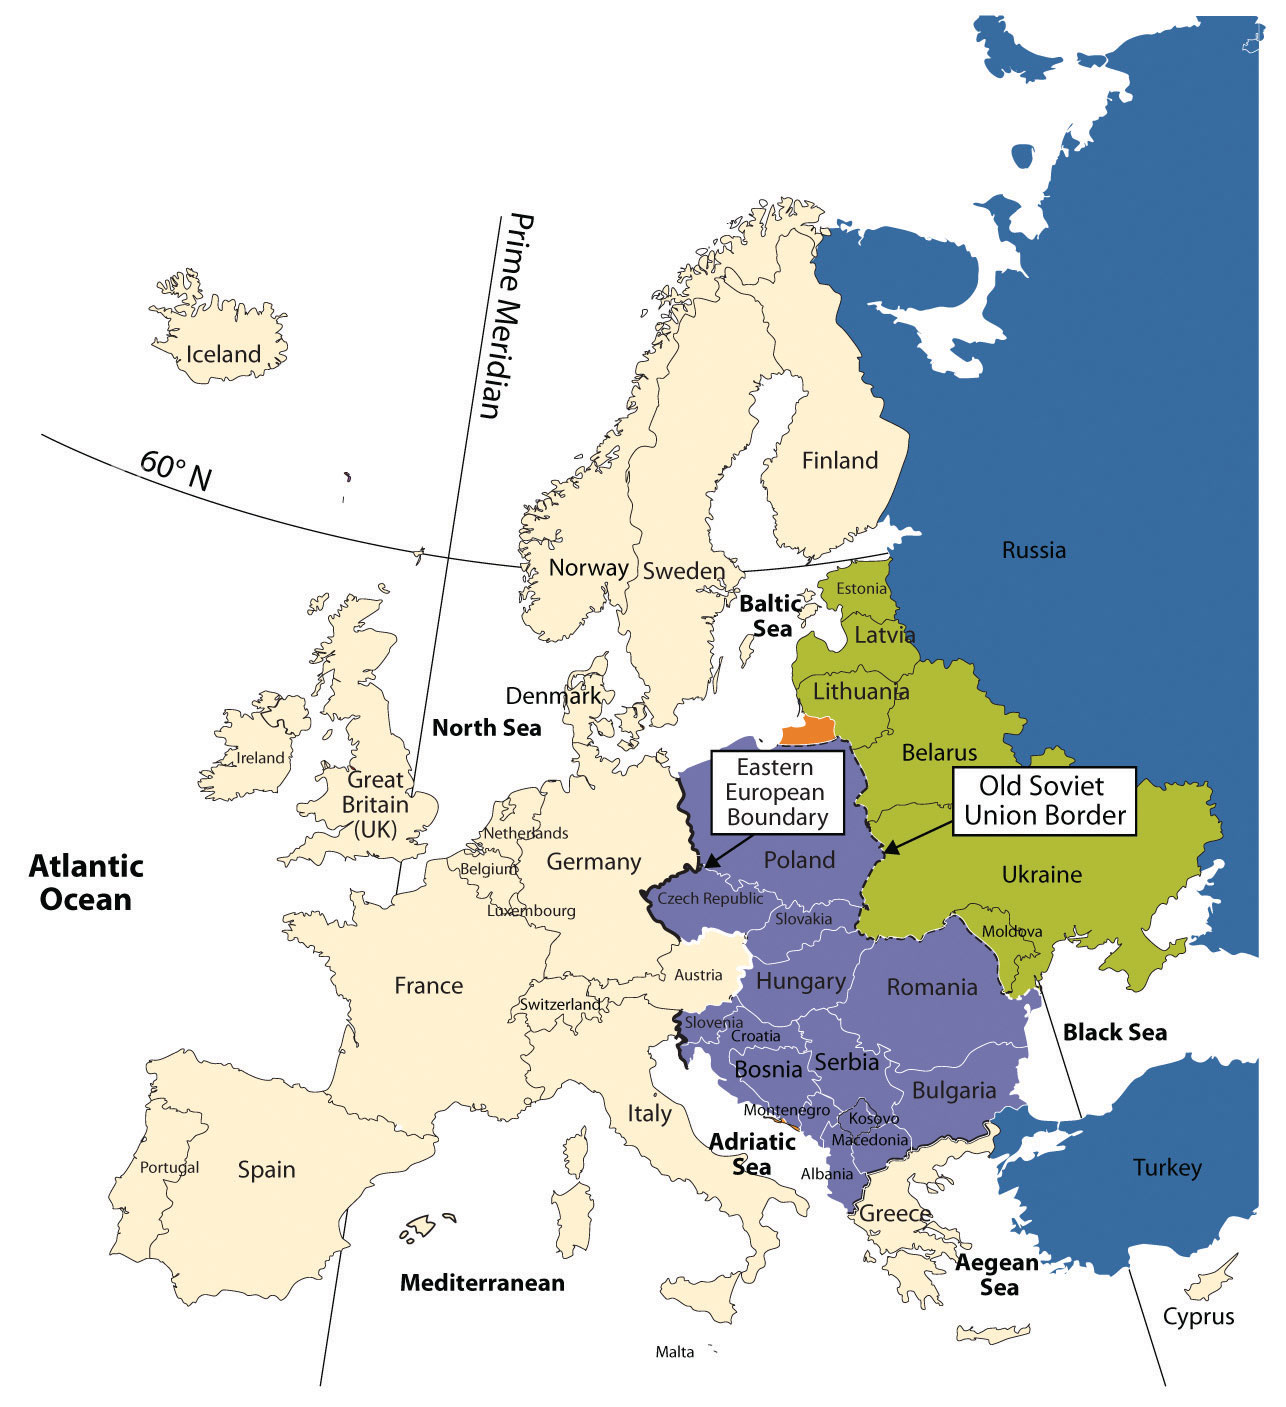 Prime Meridian
Iceland
60° N
Finland
Russia
Norway
Sweden
Estonia
Baltic
Sea
Latvia
Lithuania
Denmark
North Sea
Ireland
Great
Britain
(UK)
Belarus
Eastern
European
Boundary
Old Soviet
Union Border
Netherlands
Germany
Poland
Belgium
Ukraine
Atlantic
Ocean
Czech Republic
Luxembourg
Slovakia
Moldova
France
Austria
Hungary
Romania
Switzerland
Slovenia
Croatia
Black Sea
Bosnia
Serbia
Bulgaria
Italy
Montenegro
Kosovo
Adriatic
Sea
Macedonia
Portugal
Spain
Albania
Turkey
Greece
Aegean
Sea
Mediterranean
Cyprus
Malta